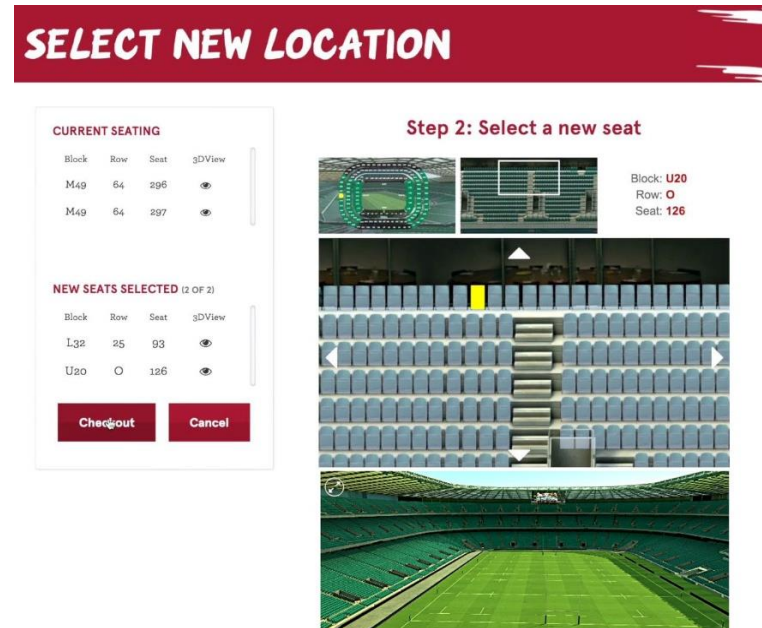 SELECT NEW LOCATION
CURRENT SEATING
Block Row Seat 3DView
M49 64 296
M49 64 297
NEW SEATS SELECTED (2 OF 2)
Block Row Seat 3DView
L32 25 93
U20 O 126
Checkout Cancel
Step 2: Select a new seat
Block: U20
Row: O
Seat: 126